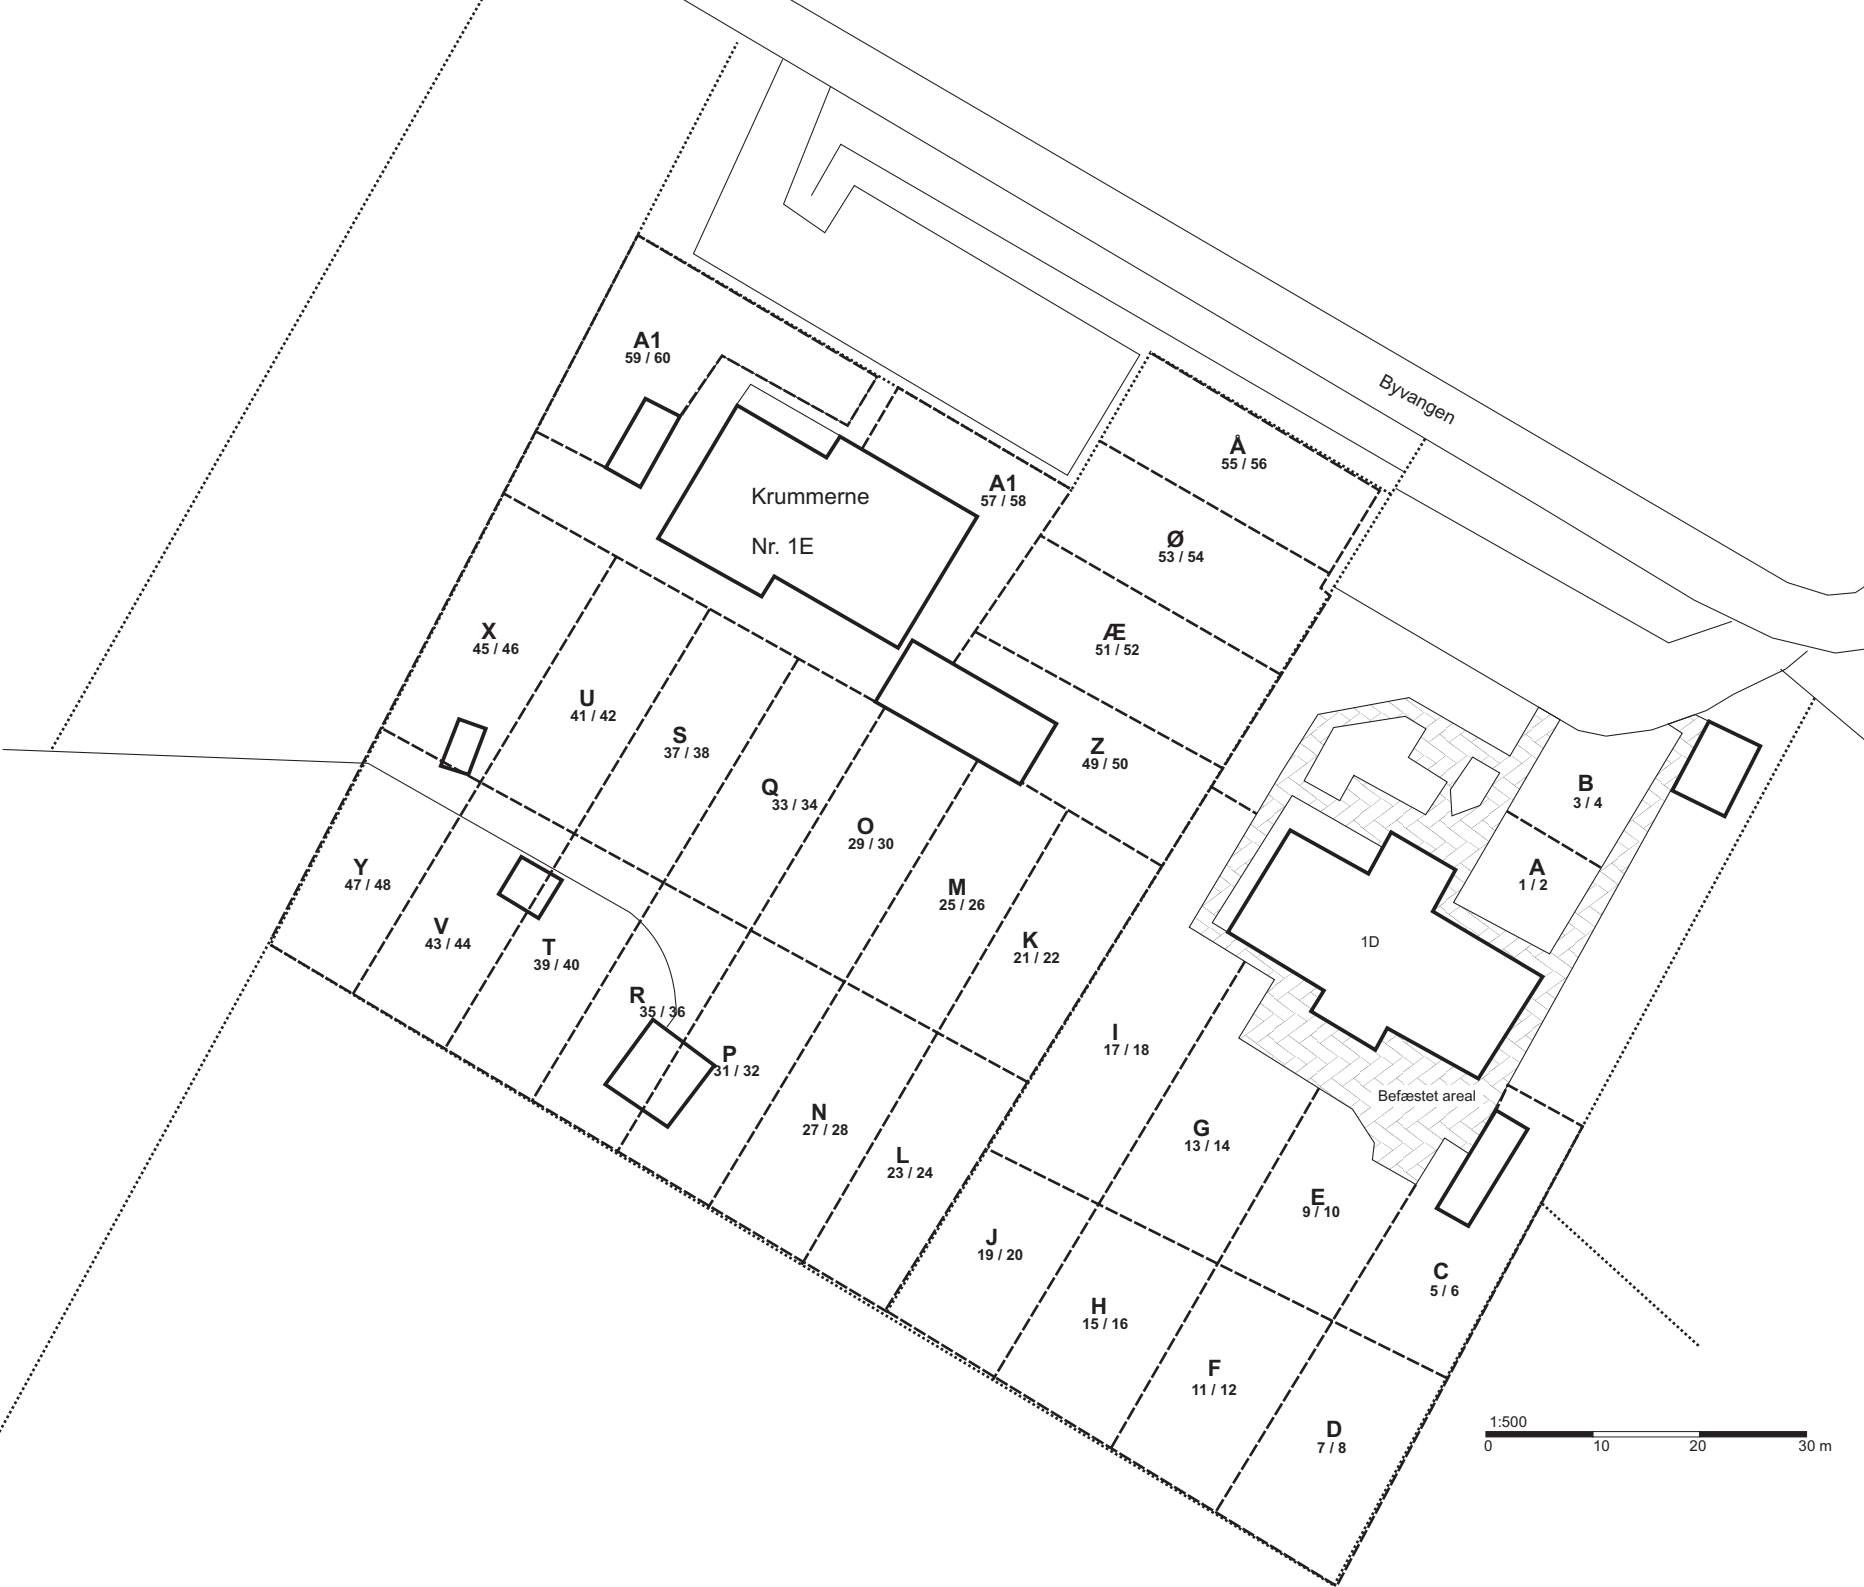 Byvangen
A1
59 / 60
Å
55 / 56
Krummerne
Nr. 1E
A1
57 / 58
Ø
53 / 54
X
45 / 46
Æ
51 / 52
U
41 / 42
S
37 / 38
Z
49 / 50
Q
33 / 34
B
3 / 4
O
29 / 30
A
1 / 2
Y
47 / 48
M
25 / 26
V
43 / 44
T
39 / 40
K
21 / 22
1D
R
35 / 36
I
17 / 18
P
31 / 32
Befæstet areal
N
27 / 28
G
13 / 14
L
23 / 24
E
9 / 10
J
19 / 20
C
5 / 6
H
15 / 16
F
11 / 12
D
7 / 8
1:500
0 10 20 30 m